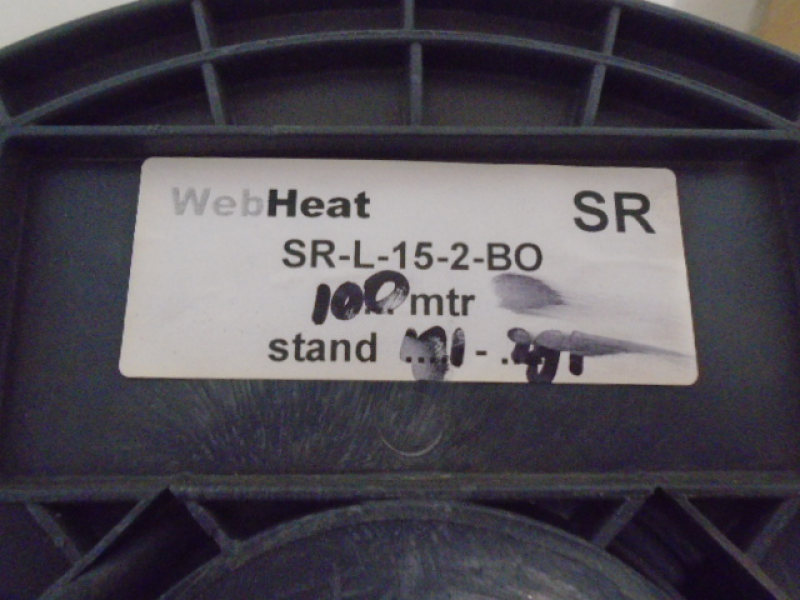 WebHeat SR
SR-L-15-2-BO
100 mtr
stand